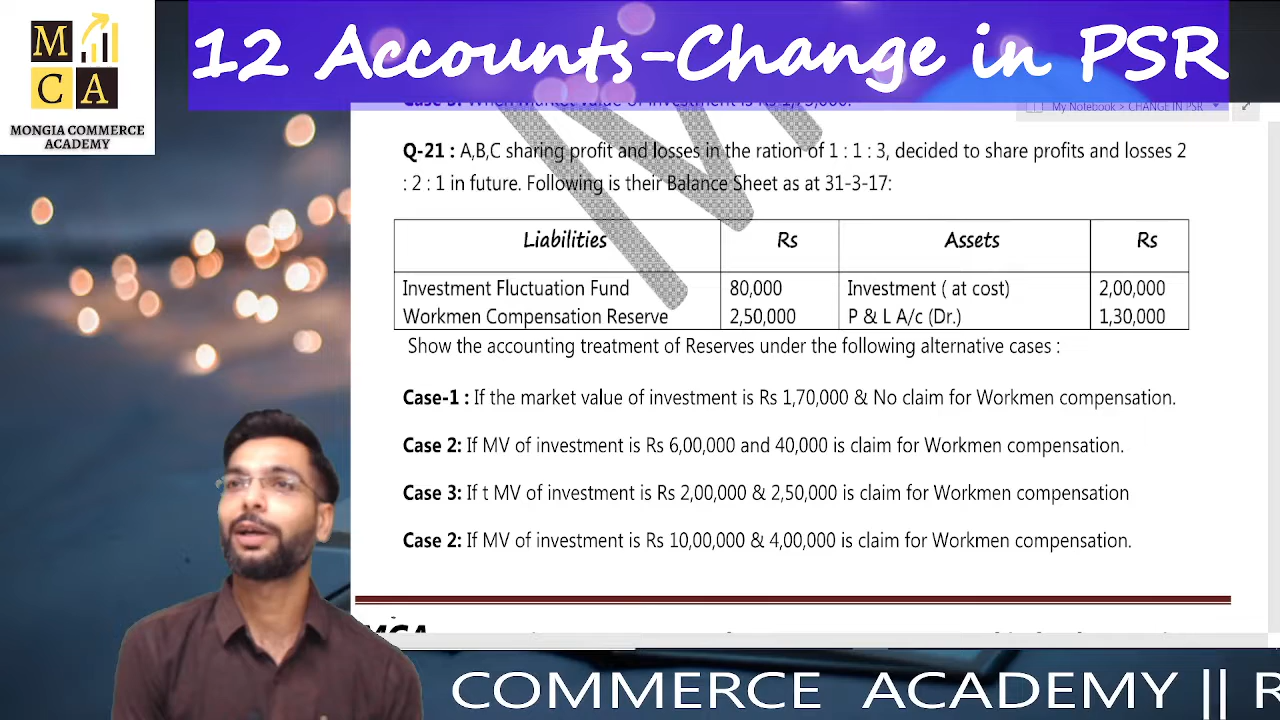 M
C A
MONGIA COMMERCE
ACADEMY
12 Accounts-Change in PSR
My Notebook > CHANGE IN PSR
Q-21 : A,B,C sharing profit and losses in the ration of 1 : 1 : 3, decided to share profits and losses 2
: 2 : 1 in future. Following is their Balance Sheet as at 31-3-17:
Liabilities Rs Assets Rs
Investment Fluctuation Fund 80,000 Investment ( at cost) 2,00,000
Workmen Compensation Reserve 2,50,000 P & L A/c (Dr.) 1,30,000
Show the accounting treatment of Reserves under the following alternative cases :
Case-1 : If the market value of investment is Rs 1,70,000 & No claim for Workmen compensation.
Case 2: If MV of investment is Rs 6,00,000 and 40,000 is claim for Workmen compensation.
Case 3: If t MV of investment is Rs 2,00,000 & 2,50,000 is claim for Workmen compensation
Case 2: If MV of investment is Rs 10,00,000 & 4,00,000 is claim for Workmen compensation.
COMMERCE ACADEMY || R